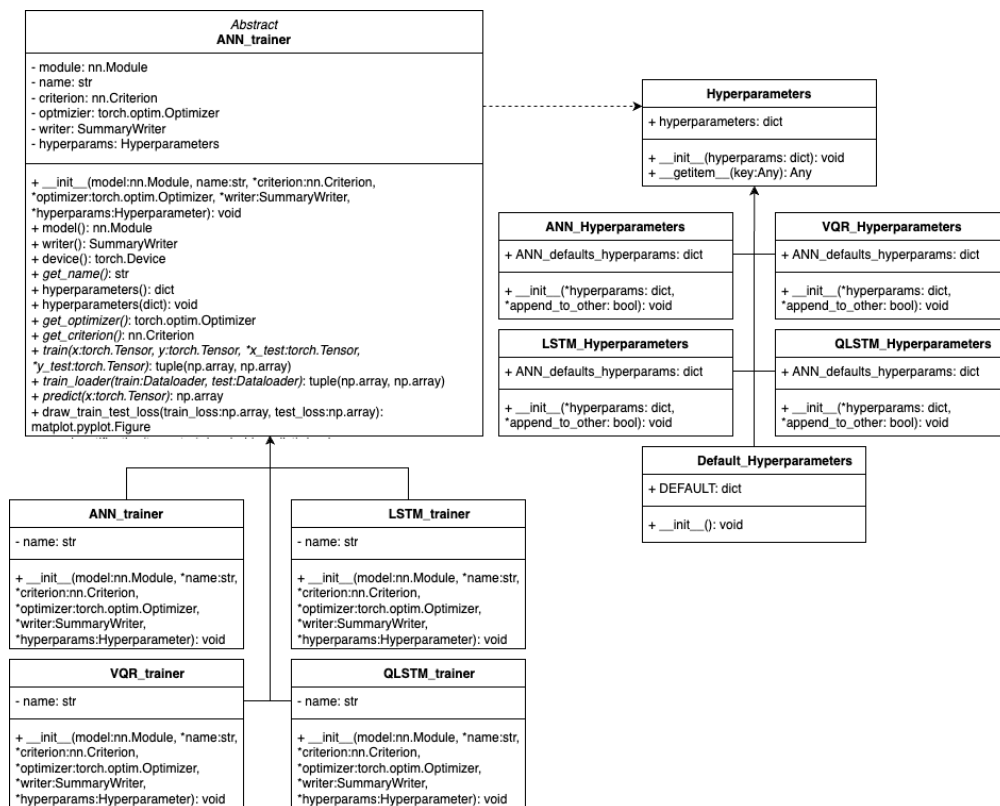 Abstract
ANN_trainer
- module: nn.Module
- name: str
- criterion: nn.Criterion
- optmizier: torch.optim.Optimizer
- writer: SummaryWriter
- hyperparams: Hyperparameters
+ __init__(model:nn.Module, name:str, *criterion:nn.Criterion,
*optimizer:torch.optim.Optimizer, *writer:SummaryWriter,
*hyperparams:Hyperparameter): void
+ model(): nn.Module
+ writer(): SummaryWriter
+ device(): torch.Device
+ get_name(): str
+ hyperparameters(): dict
+ hyperparameters(dict): void
+ get_optimizer(): torch.optim.Optimizer
+ get_criterion(): nn.Criterion
+ train(x:torch.Tensor, y:torch.Tensor, *x_test:torch.Tensor,
*y_test:torch.Tensor): tuple(np.array, np.array)
+ train_loader(train:Dataloader, test:Dataloader): tuple(np.array, np.array)
+ predict(x:torch.Tensor): np.array
+ draw_train_test_loss(train_loss:np.array, test_loss:np.array):
matplot.pyplot.Figure
Hyperparameters
+ hyperparameters: dict
+ __init__(hyperparams: dict): void
+ __getitem__(key:Any): Any
ANN_Hyperparameters
+ ANN_defaults_hyperparams: dict
+ __init__(*hyperparams: dict,
*append_to_other: bool): void
VQR_Hyperparameters
+ ANN_defaults_hyperparams: dict
+ __init__(*hyperparams: dict,
*append_to_other: bool): void
LSTM_Hyperparameters
+ ANN_defaults_hyperparams: dict
+ __init__(*hyperparams: dict,
*append_to_other: bool): void
QLSTM_Hyperparameters
+ ANN_defaults_hyperparams: dict
+ __init__(*hyperparams: dict,
*append_to_other: bool): void
Default_Hyperparameters
+ DEFAULT: dict
+ __init__(): void
ANN_trainer
- name: str
+ __init__(model:nn.Module, *name:str,
*criterion:nn.Criterion,
*optimizer:torch.optim.Optimizer,
*writer:SummaryWriter,
*hyperparams:Hyperparameter): void
LSTM_trainer
- name: str
+ __init__(model:nn.Module, *name:str,
*criterion:nn.Criterion,
*optimizer:torch.optim.Optimizer,
*writer:SummaryWriter,
*hyperparams:Hyperparameter): void
VQR_trainer
- name: str
+ __init__(model:nn.Module, *name:str,
*criterion:nn.Criterion,
*optimizer:torch.optim.Optimizer,
*writer:SummaryWriter,
*hyperparams:Hyperparameter): void
QLSTM_trainer
- name: str
+ __init__(model:nn.Module, *name:str,
*criterion:nn.Criterion,
*optimizer:torch.optim.Optimizer,
*writer:SummaryWriter,
*hyperparams:Hyperparameter): void